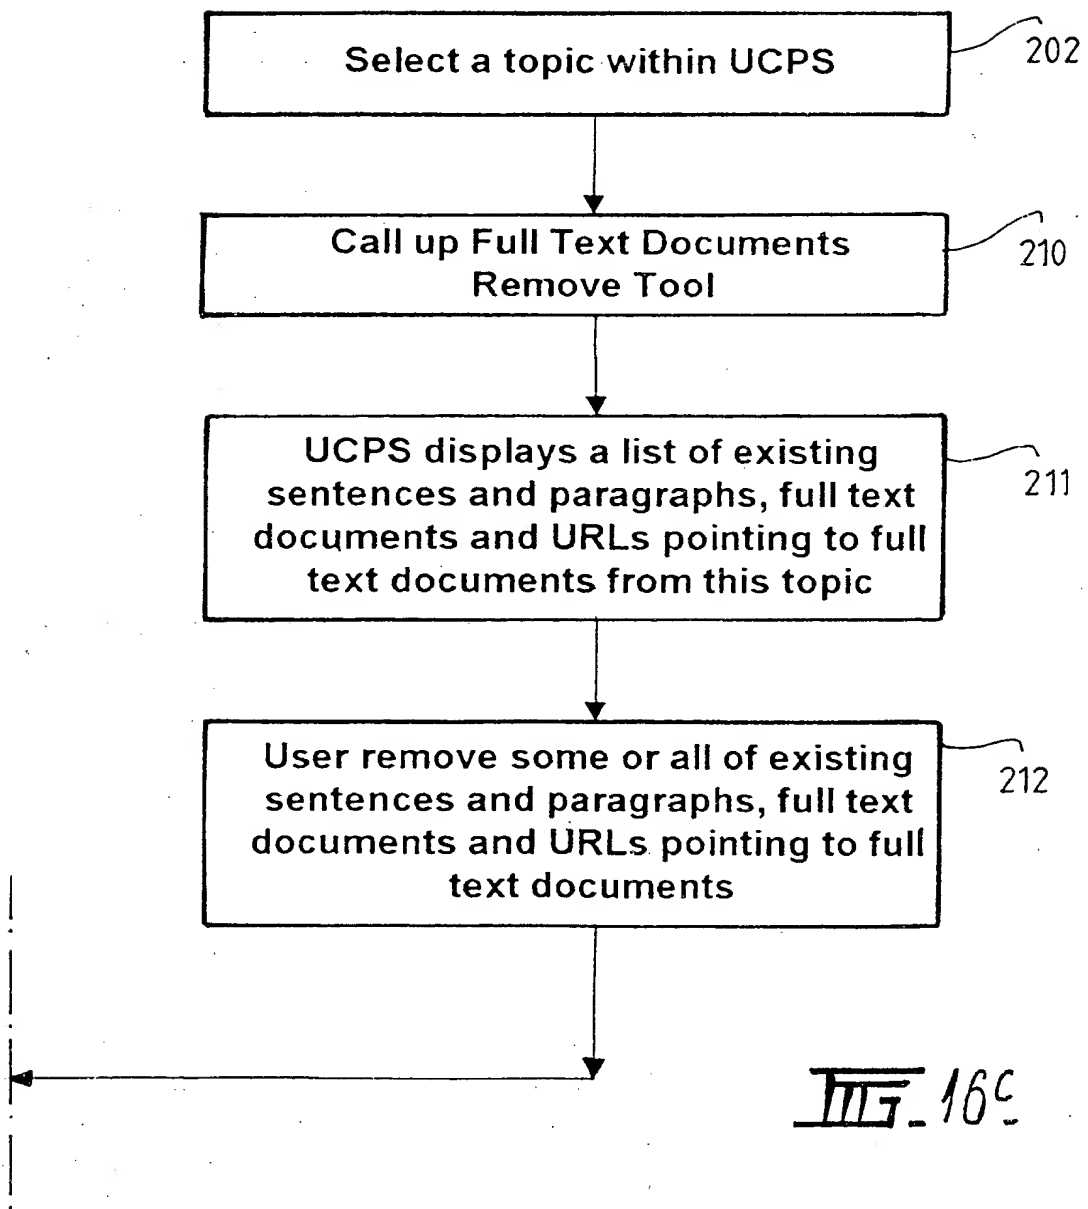 Select a topic within UCPS
202
Call up Full Text Documents
Remove Tool
210
UCPS displays a list of existing
sentences and paragraphs, full text
documents and URLs pointing to full
text documents from this topic
211
User remove some or all of existing
sentences and paragraphs, full text
documents and URLs pointing to full
text documents
212
FIG. 16c